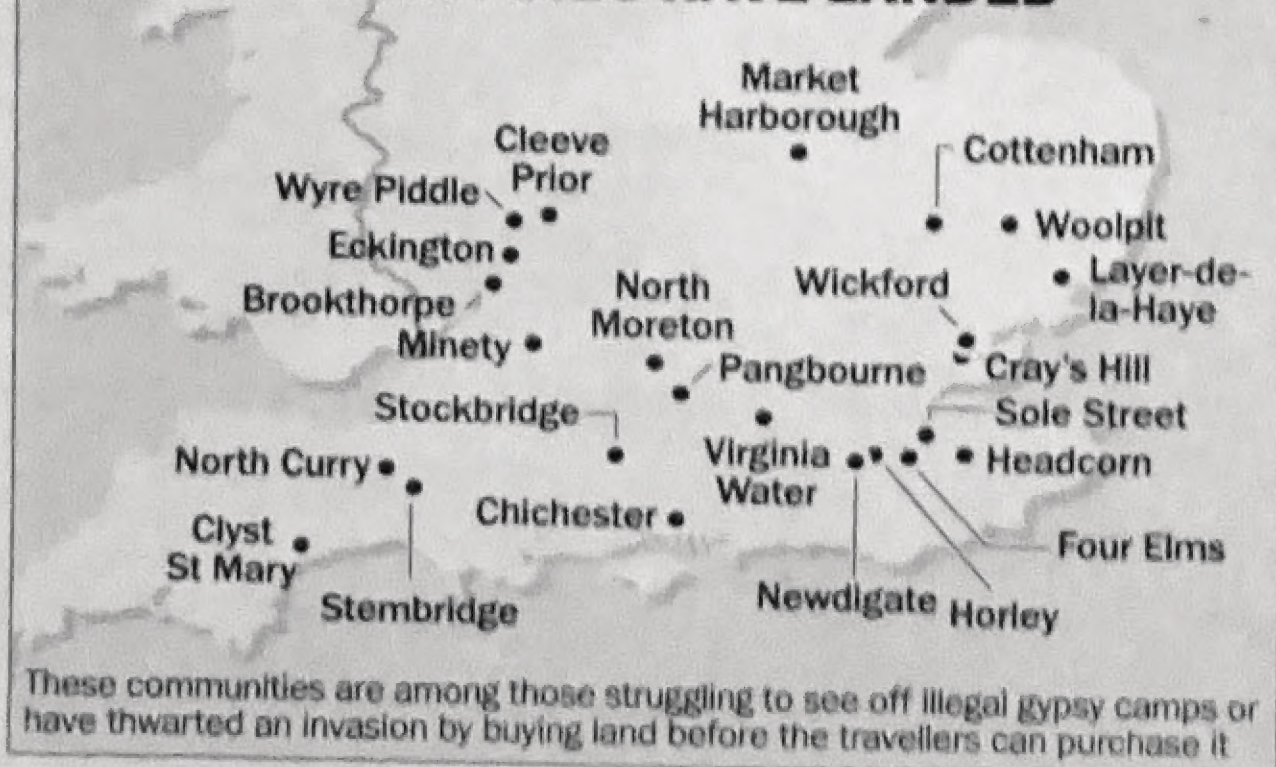 LANDED
Market
Harborough
Cleeve
Prior
Cottenham
Wyre Piddle
Woolpit
Eckington
Layer-de-
la-Haye
North
Moreton
Wickford
Brookthorpe
Minety
Pangbourne
Cray's Hill
Stockbridge
Sole Street
North Curry
Virginia
Water
Headcorn
Chichester
Clyst
St Mary
Four Elms
Stembridge
Newdigate
Horley
These communities are among those struggling to see off illegal gypsy camps or
have thwarted an invasion by buying land before the travellers can purchase it